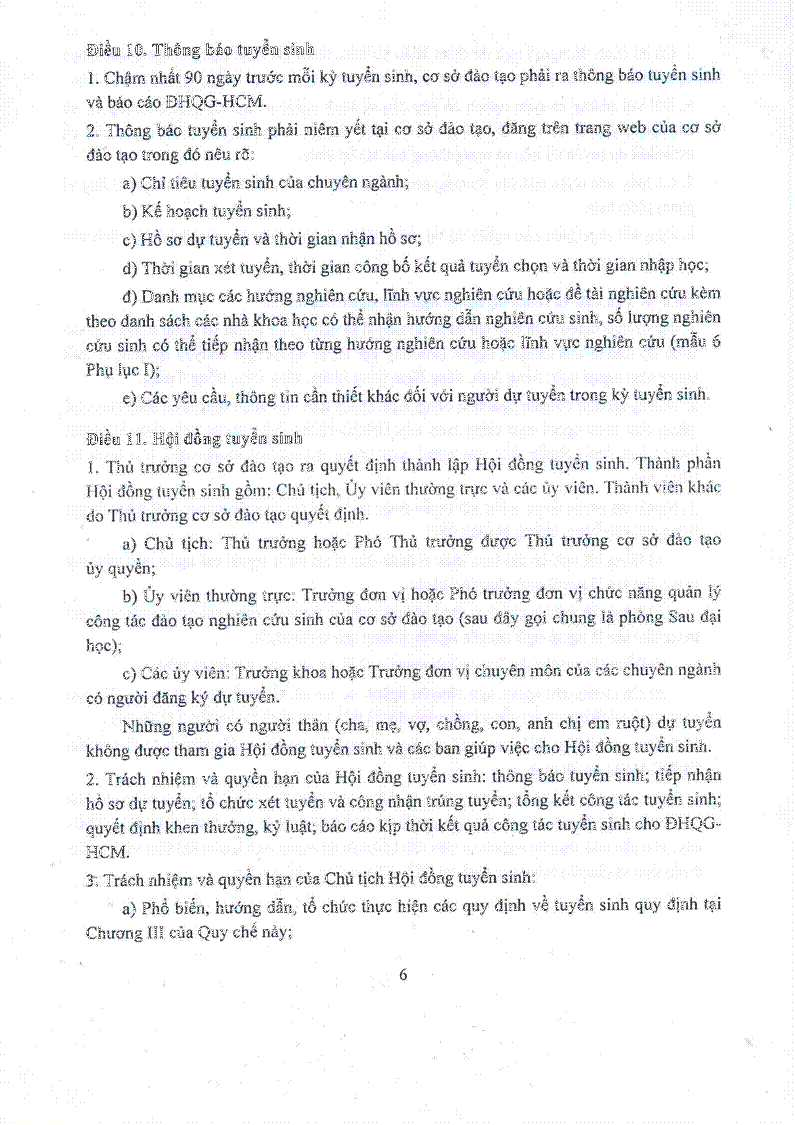 Điều 10. Thông báo tuyển sinh
1. Chậm nhất 90 ngày trước mỗi kỳ tuyển sinh, cơ sở đào tạo phải ra thông báo tuyển sinh
và báo cáo ĐHQG-HCM.
2. Thông báo tuyển sinh phải niêm yết tại cơ sở đào tạo, đăng trên trang web của cơ sở
đào tạo trong đó nêu rõ:
a) Chỉ tiêu tuyển sinh của chuyên ngành;
b) Kế hoạch tuyển sinh;
c) Hồ sơ dự tuyển và thời gian nhận hồ sơ;
d) Thời gian xét tuyển, thời gian công bố kết quả tuyển chọn và thời gian nhập học;
đ) Danh mục các hướng nghiên cứu, lĩnh vực nghiên cứu hoặc đề tài nghiên cứu kèm
theo danh sách các nhà khoa học có thể nhận hướng dẫn nghiên cứu sinh, số lượng nghiên
cứu sinh có thể tiếp nhận theo từng hướng nghiên cứu hoặc lĩnh vực nghiên cứu (mẫu 6
Phụ lục I);
e) Các yêu cầu, thông tin cần thiết khác đối với người dự tuyển trong kỳ tuyển sinh.
Điều 11. Hội đồng tuyển sinh
1. Thủ trưởng cơ sở đào tạo ra quyết định thành lập Hội đồng tuyển sinh. Thành phần
Hội đồng tuyển sinh gồm: Chủ tịch, Ủy viên thường trực và các ủy viên. Thành viên khác
do Thủ trưởng cơ sở đào tạo quyết định.
a) Chủ tịch: Thủ trưởng hoặc Phó Thủ trưởng được Thủ trưởng cơ sở đào tạo
ủy quyền;
b) Ủy viên thường trực: Trưởng đơn vị hoặc Phó trưởng đơn vị chức năng quản lý
công tác đào tạo nghiên cứu sinh của cơ sở đào tạo (sau đây gọi chung là phòng Sau đại
học);
c) Các ủy viên: Trưởng khoa hoặc Trưởng đơn vị chuyên môn của các chuyên ngành
có người đăng ký dự tuyển.
Những người có người thân (cha, mẹ, vợ, chồng, con, anh chị em ruột) dự tuyển
không được tham gia Hội đồng tuyển sinh và các ban giúp việc cho Hội đồng tuyển sinh.
2. Trách nhiệm và quyền hạn của Hội đồng tuyển sinh: thông báo tuyển sinh; tiếp nhận
hồ sơ dự tuyển; tổ chức xét tuyển và công nhận trúng tuyển; tổng kết công tác tuyển sinh;
quyết định khen thưởng, kỷ luật; báo cáo kịp thời kết quả công tác tuyển sinh cho ĐHQG-
HCM.
3. Trách nhiệm và quyền hạn của Chủ tịch Hội đồng tuyển sinh:
a) Phổ biến, hướng dẫn, tổ chức thực hiện các quy định về tuyển sinh quy định tại
Chương III của Quy chế này;
6